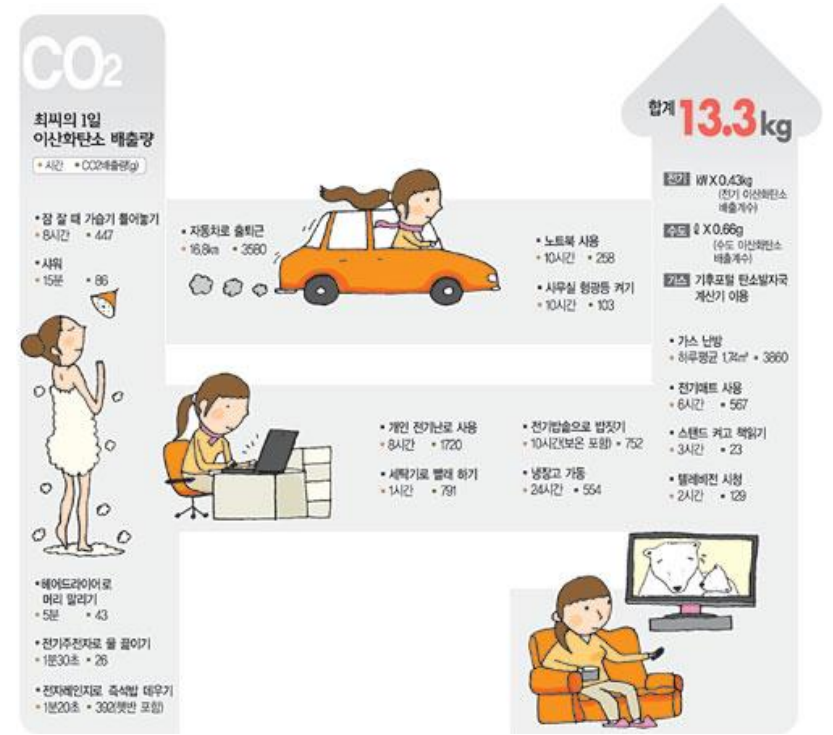 CO2
최씨의 1일
이산화탄소 배출량
• 시간 • CO2배출량(g)
• 잠 잘 때 가습기 틀어놓기
• 8시간 • 447
• 샤워
• 15분 • 86
• 헤어드라이어로
머리 말리기
• 5분 • 43
• 전기주전자로 물 끓이기
• 1분30초 • 26
• 전자레인지로 즉석밥 데우기
• 1분20초 • 392(햇반 포함)
• 자동차로 출퇴근
• 16.8km • 3580
• 노트북 사용
• 10시간 • 258
• 사무실 형광등 켜기
• 10시간 • 103
• 개인 전기난로 사용
• 8시간 • 1720
• 세탁기로 빨래 하기
• 1시간 • 791
• 전기밥솥으로 밥짓기
• 10시간(보온 포함) • 752
• 냉장고 가동
• 24시간 • 554
합계 13.3kg
전기 kW X 0.43kg
(전기 이산화탄소
배출계수)
수도 ℓ X 0.66g
(수도 이산화탄소
배출계수)
가스 기후포털 탄소발자국
계산기 이용
• 가스 난방
• 하루평균 1.74㎥ • 3860
• 전기매트 사용
• 6시간 • 567
• 스탠드 켜고 책읽기
• 3시간 • 23
• 텔레비전 시청
• 2시간 • 129